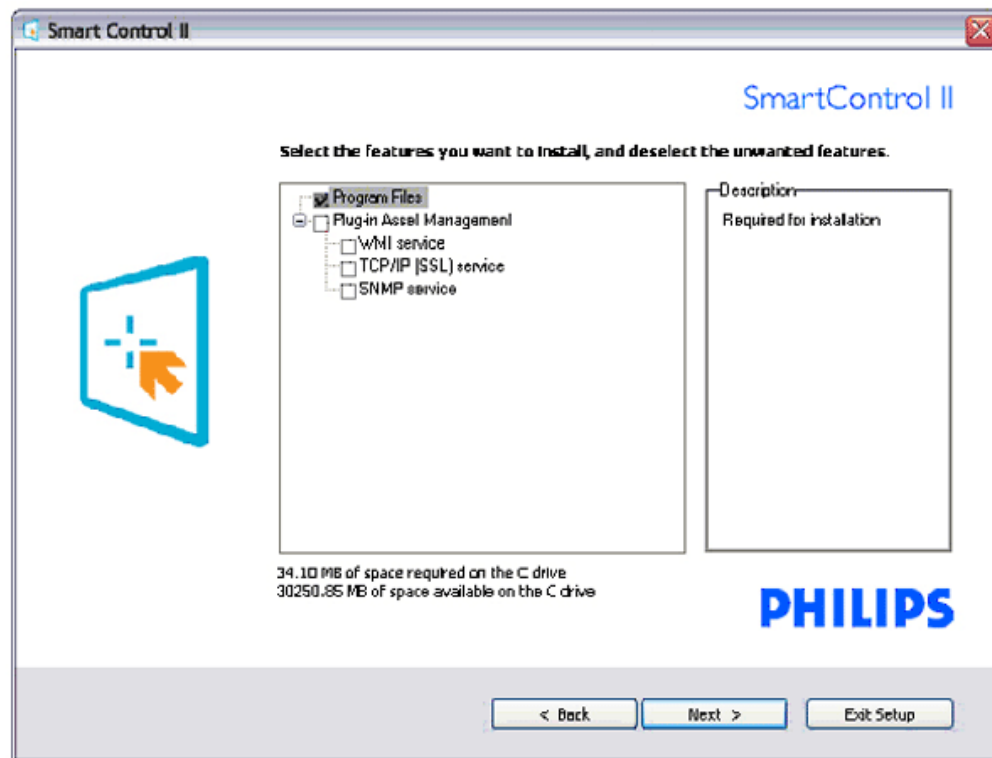 Smart Control II
SmartControl II
Select the features you want to install, and deselect the unwanted features.
Program Files
Plug-in Asset Management
WMI service
TCP/IP (SSL) service
SNMP service
Description
Required for installation
34.10 MB of space required on the C drive
30250.85 MB of space available on the C drive
PHILIPS
< Back
Next >
Exit Setup